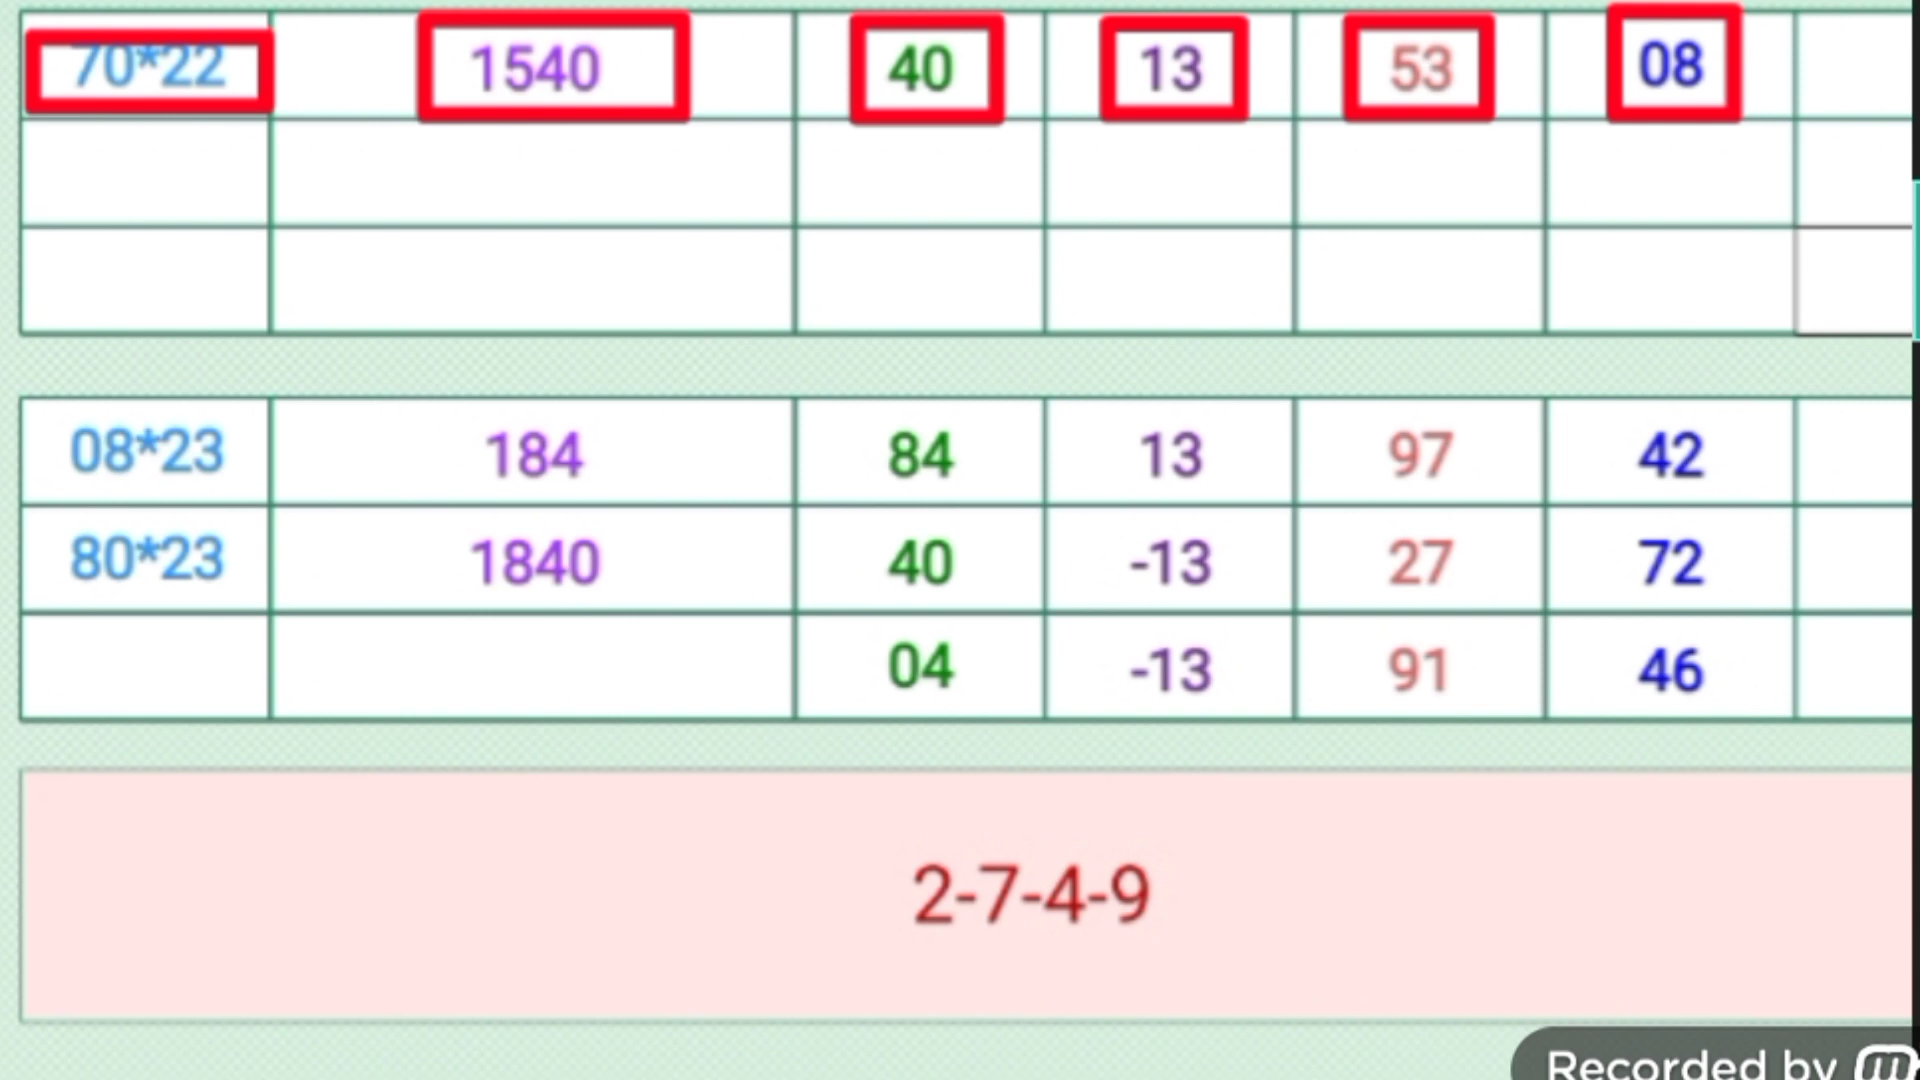 70*22 1540 40 13 53 08
08*23 184 84 13 97 42
80*23 1840 40 -13 27 72
04 -13 91 46
2-7-4-9
Recorded by m